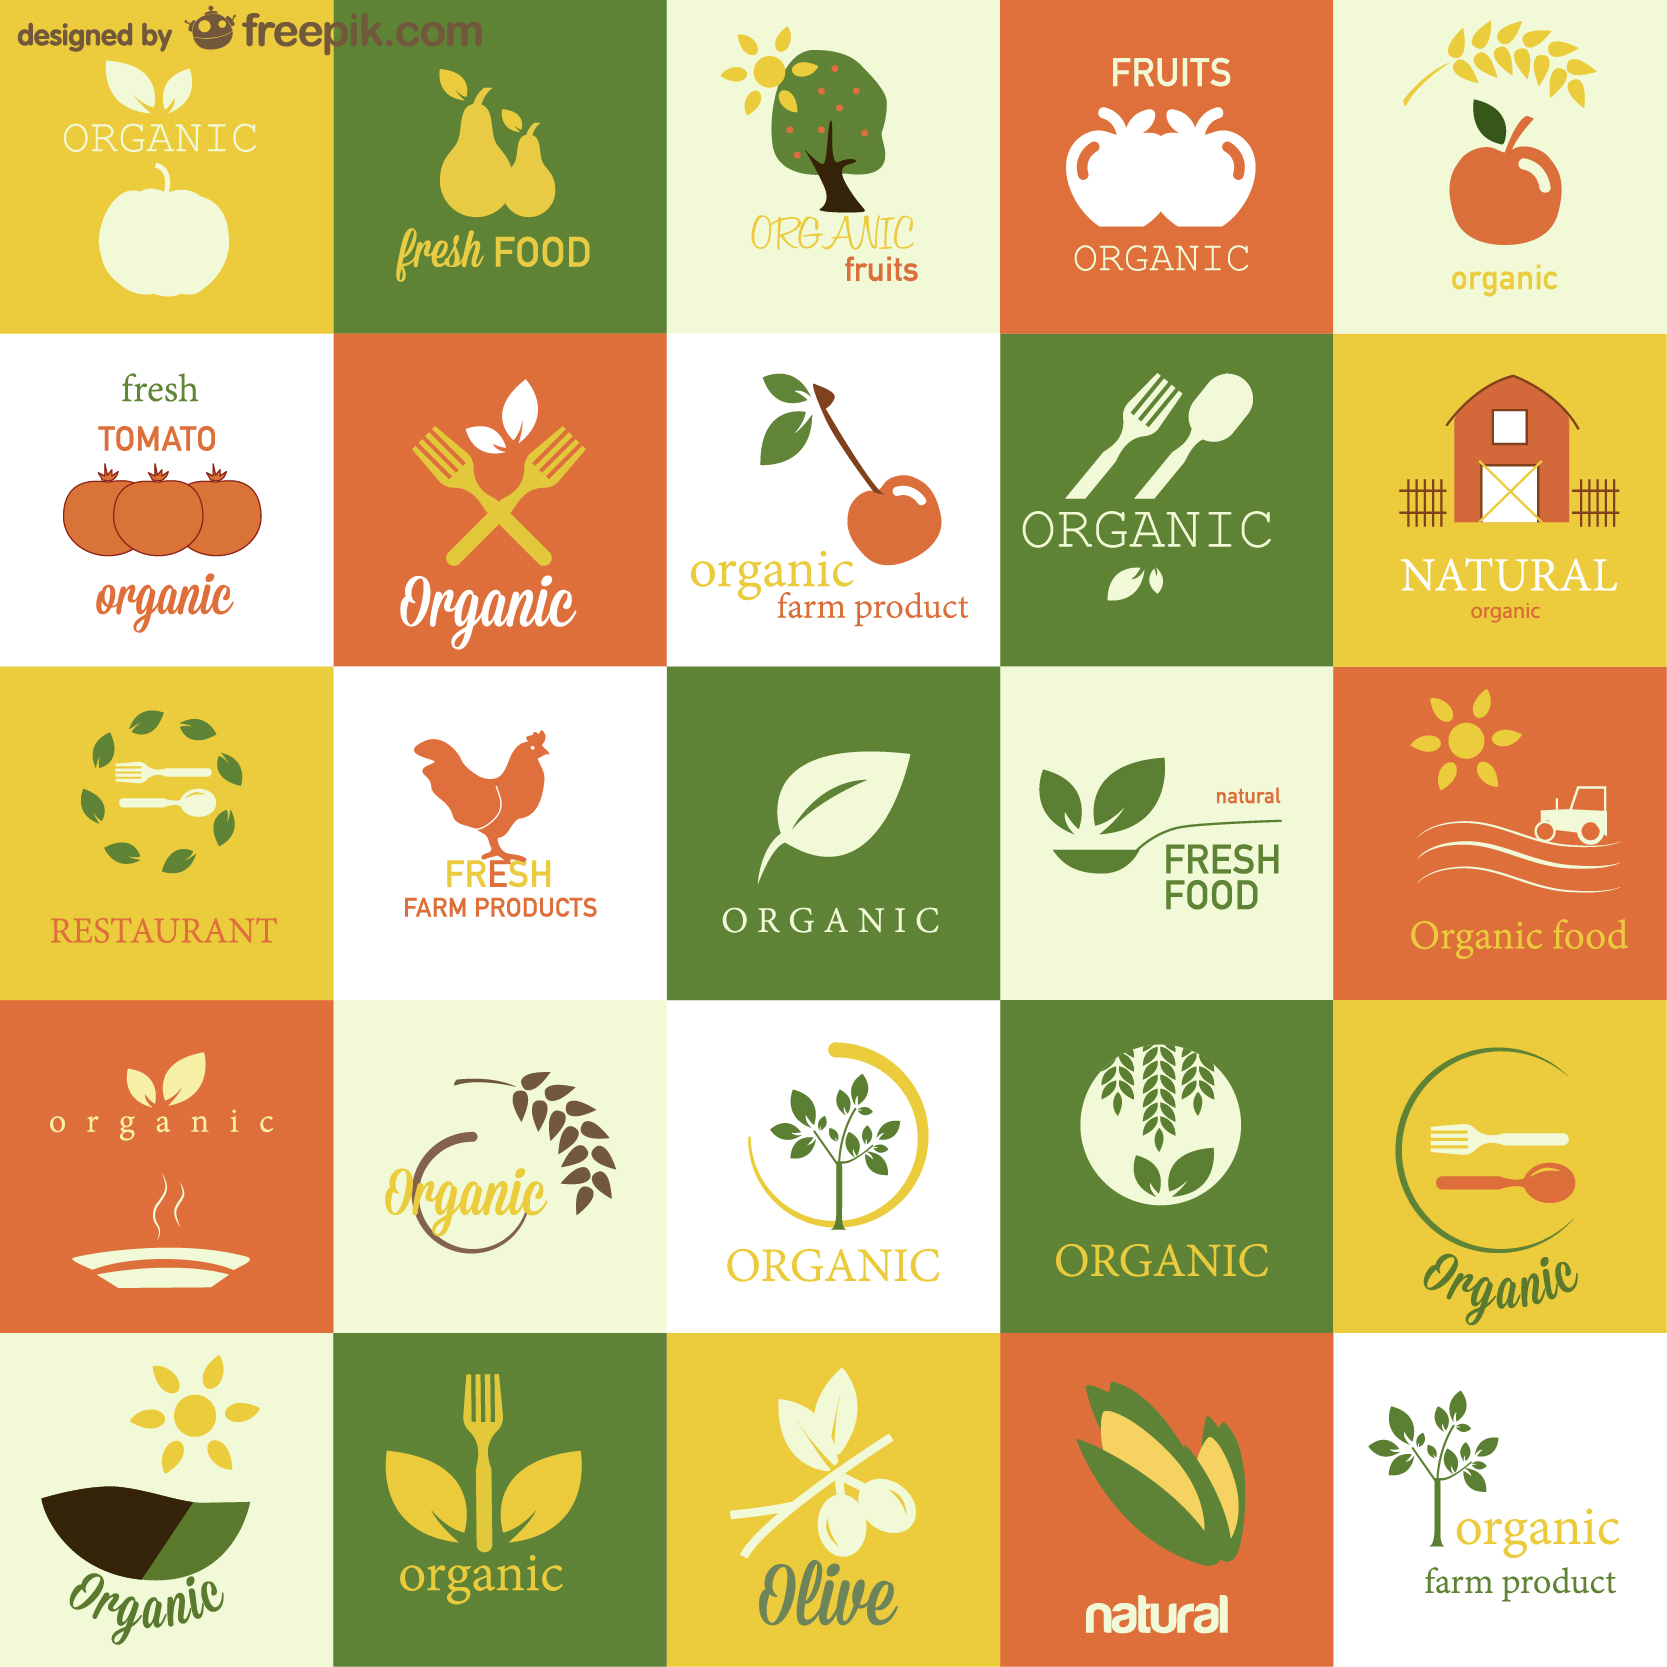 designed by freepik.com
ORGANIC
fresh FOOD
ORGANIC
fruits
FRUITS
ORGANIC
organic
fresh
TOMATO
organic
Organic
organic
farm product
ORGANIC
NATURAL
organic
RESTAURANT
FRESH
FARM PRODUCTS
ORGANIC
natural
FRESH
FOOD
Organic food
organic
Organic
ORGANIC
ORGANIC
Organic
Organic
organic
Olive
natural
organic
farm product